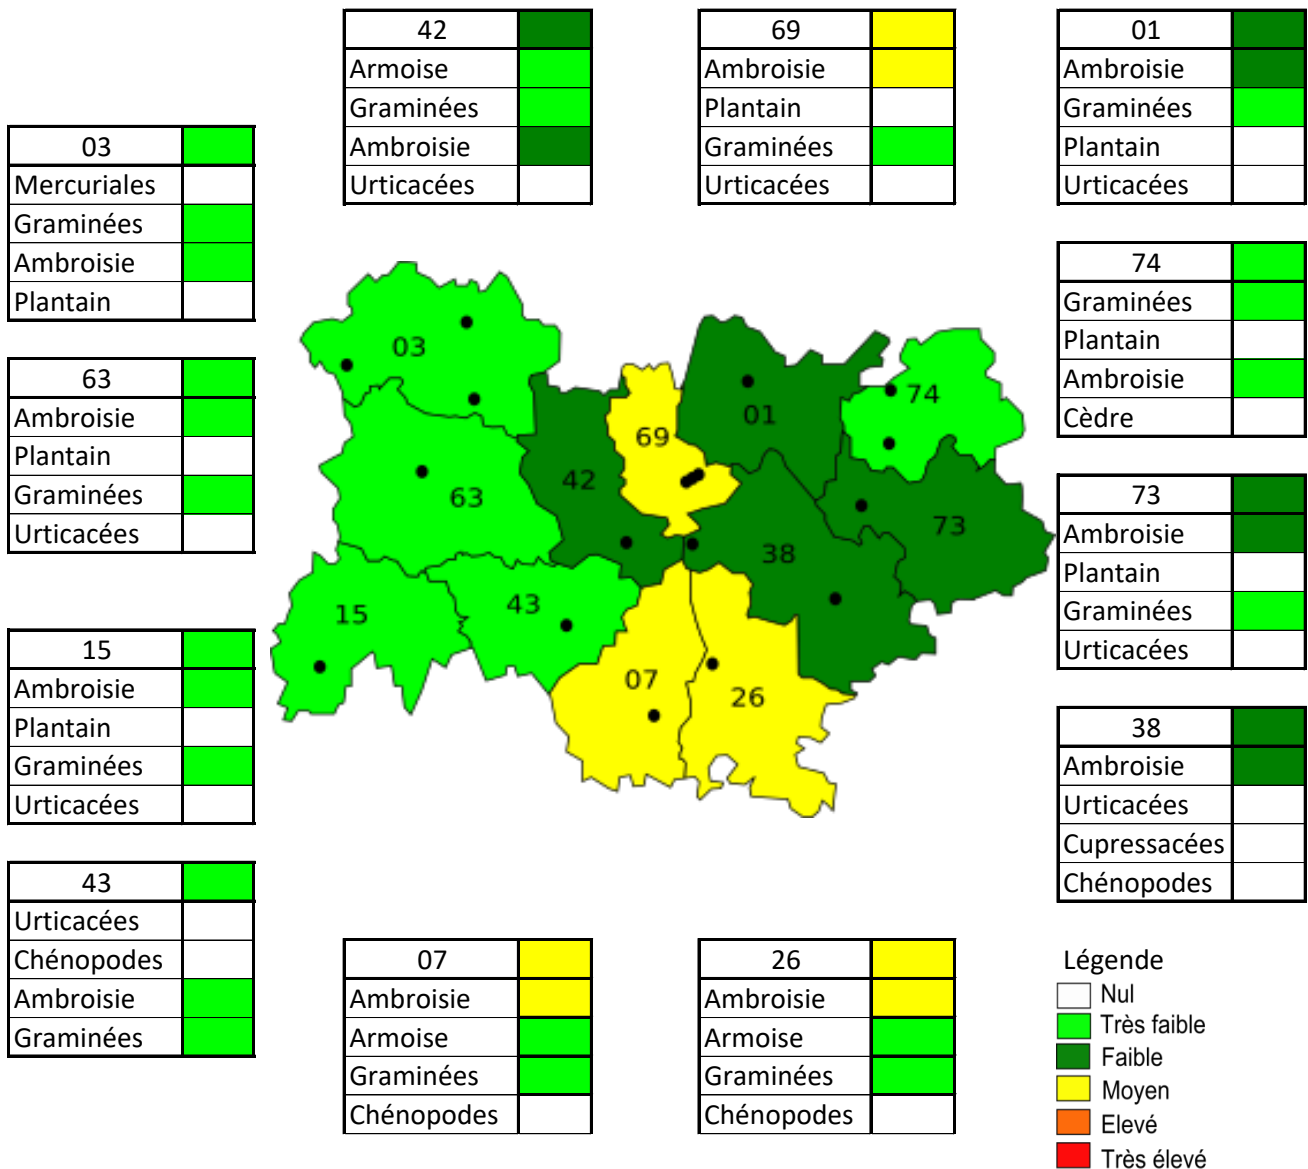 42
Armoise
Graminées
Ambroisie
Urticacées
69
Ambroisie
Plantain
Graminées
Urticacées
01
Ambroisie
Graminées
Plantain
Urticacées
03
Mercuriales
Graminées
Ambroisie
Plantain
74
Graminées
Plantain
Ambroisie
Cèdre
63
Ambroisie
Plantain
Graminées
Urticacées
73
Ambroisie
Plantain
Graminées
Urticacées
15
Ambroisie
Plantain
Graminées
Urticacées
38
Ambroisie
Urticacées
Cupressacées
Chénopodes
43
Urticacées
Chénopodes
Ambroisie
Graminées
07
Ambroisie
Armoise
Graminées
Chénopodes
26
Ambroisie
Armoise
Graminées
Chénopodes
03
74
01
69
42
63
73
38
15
43
07
26
Légende
Nul
Très faible
Faible
Moyen
Elevé
Très élevé